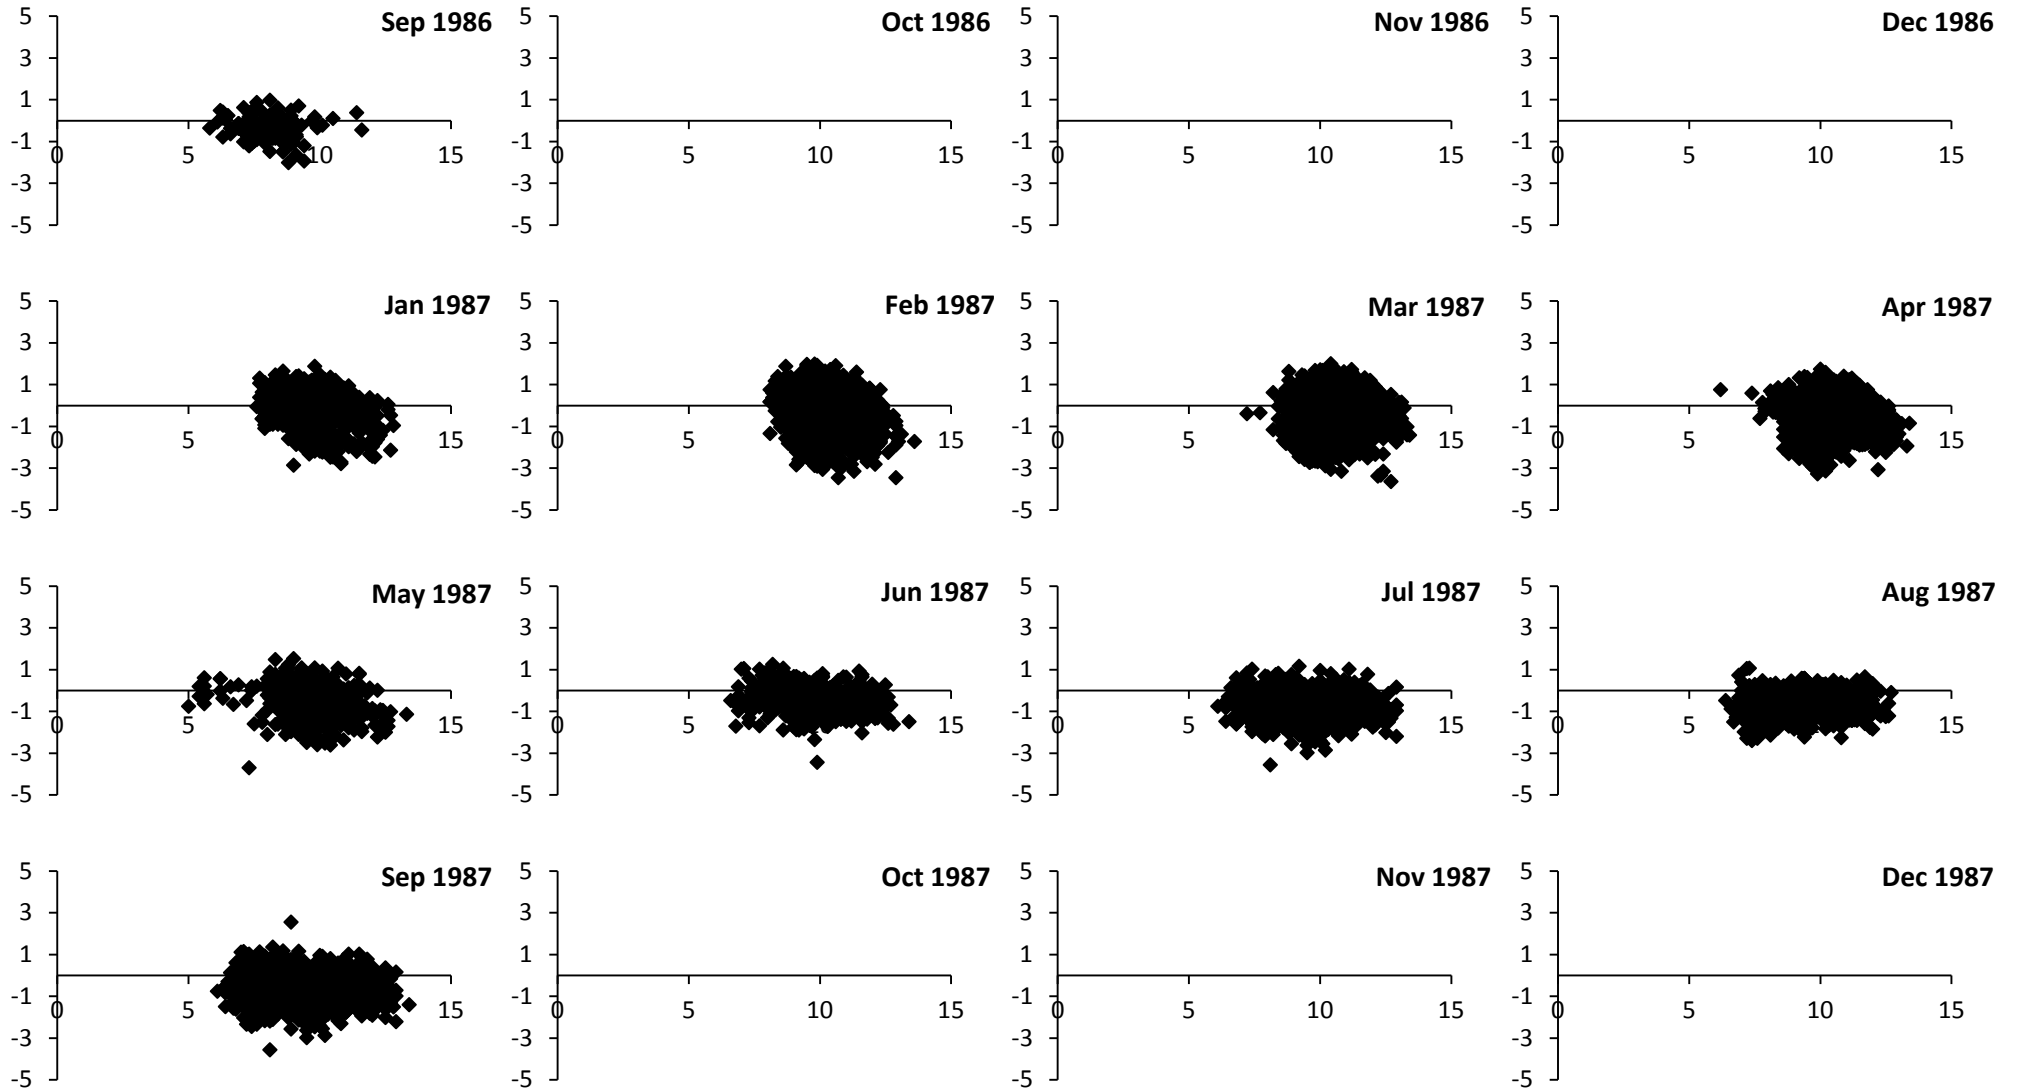 5 Sep 1986 5 Oct 1986 5 Nov 1986 5 Dec 1986
3 3 3 3
1 1 1 1
-1 -1 -1 -1
0 5 10 15 0 5 10 15 0 5 10 15 0 5 10 15
-3 -3 -3 -3
-5 -5 -5 -5
5 Jan 1987 5 Feb 1987 5 Mar 1987 5 Apr 1987
3 3 3 3
1 1 1 1
-1 -1 -1 -1
0 5 10 15 0 5 10 15 0 5 10 15 0 5 10 15
-3 -3 -3 -3
-5 -5 -5 -5
5 May 1987 5 Jun 1987 5 Jul 1987 5 Aug 1987
3 3 3 3
1 1 1 1
-1 -1 -1 -1
0 5 10 15 0 5 10 15 0 5 10 15 0 5 10 15
-3 -3 -3 -3
-5 -5 -5 -5
5 Sep 1987 5 Oct 1987 5 Nov 1987 5 Dec 1987
3 3 3 3
1 1 1 1
-1 -1 -1 -1
0 5 10 15 0 5 10 15 0 5 10 15 0 5 10 15
-3 -3 -3 -3
-5 -5 -5 -5